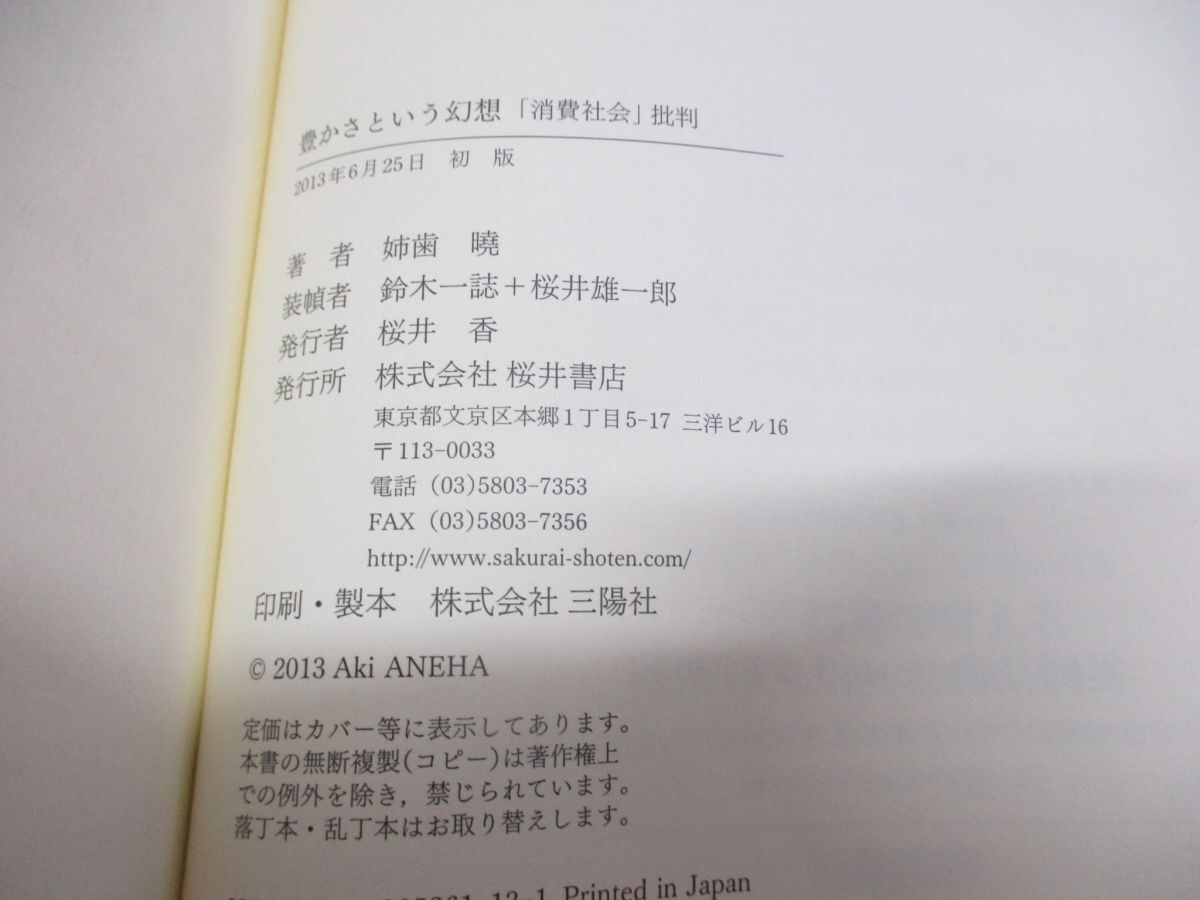 豊かさという幻想「消費社会」批判
2013年6月25日　初　版
著　者　姉歯　曉
装幀者　鈴木一誌＋桜井雄一郎
発行者　桜井　香
発行所　株式会社 桜井書店
東京都文京区本郷1丁目5-17 三洋ビル16
〒113-0033
電話 (03)5803-7353
FAX (03)5803-7356
http://www.sakurai-shoten.com/
印刷・製本　株式会社 三陽社
© 2013 Aki ANEHA
定価はカバー等に表示してあります。
本書の無断複製(コピー)は著作権上
での例外を除き，禁じられています。
落丁本・乱丁本はお取り替えします。
Printed in Japan